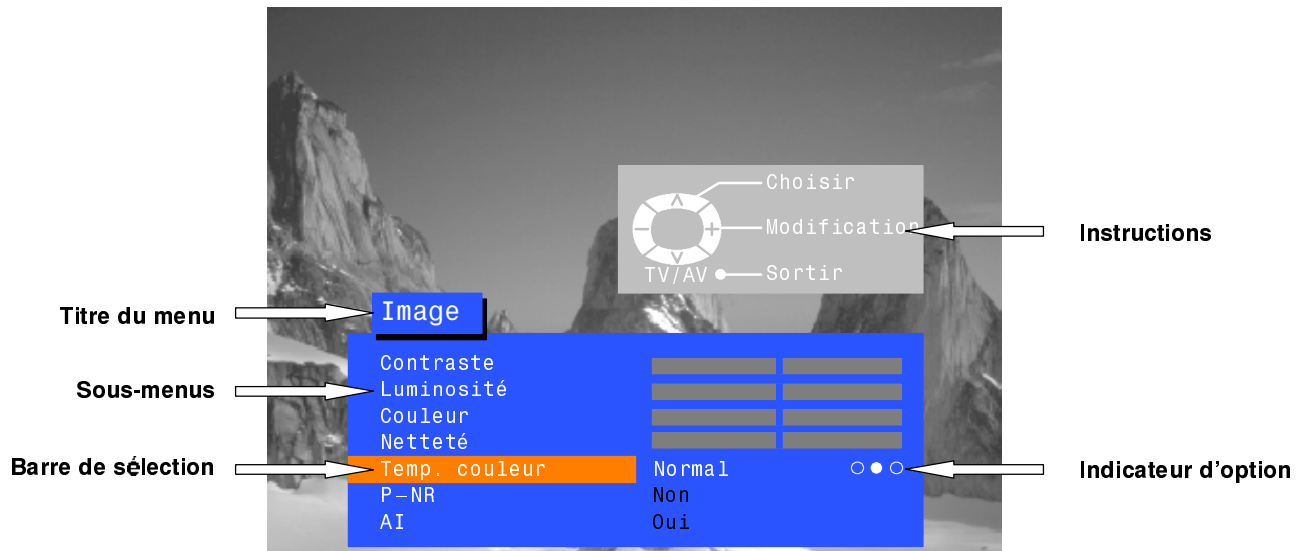 Choisir
Modification
TV/AV Sortir
Instructions
Titre du menu
Image
Contraste
Sous-menus
Luminosité
Couleur
Netteté
Barre de sélection
Temp. couleur Normal
Indicateur d'option
P-NR Non
AI Oui